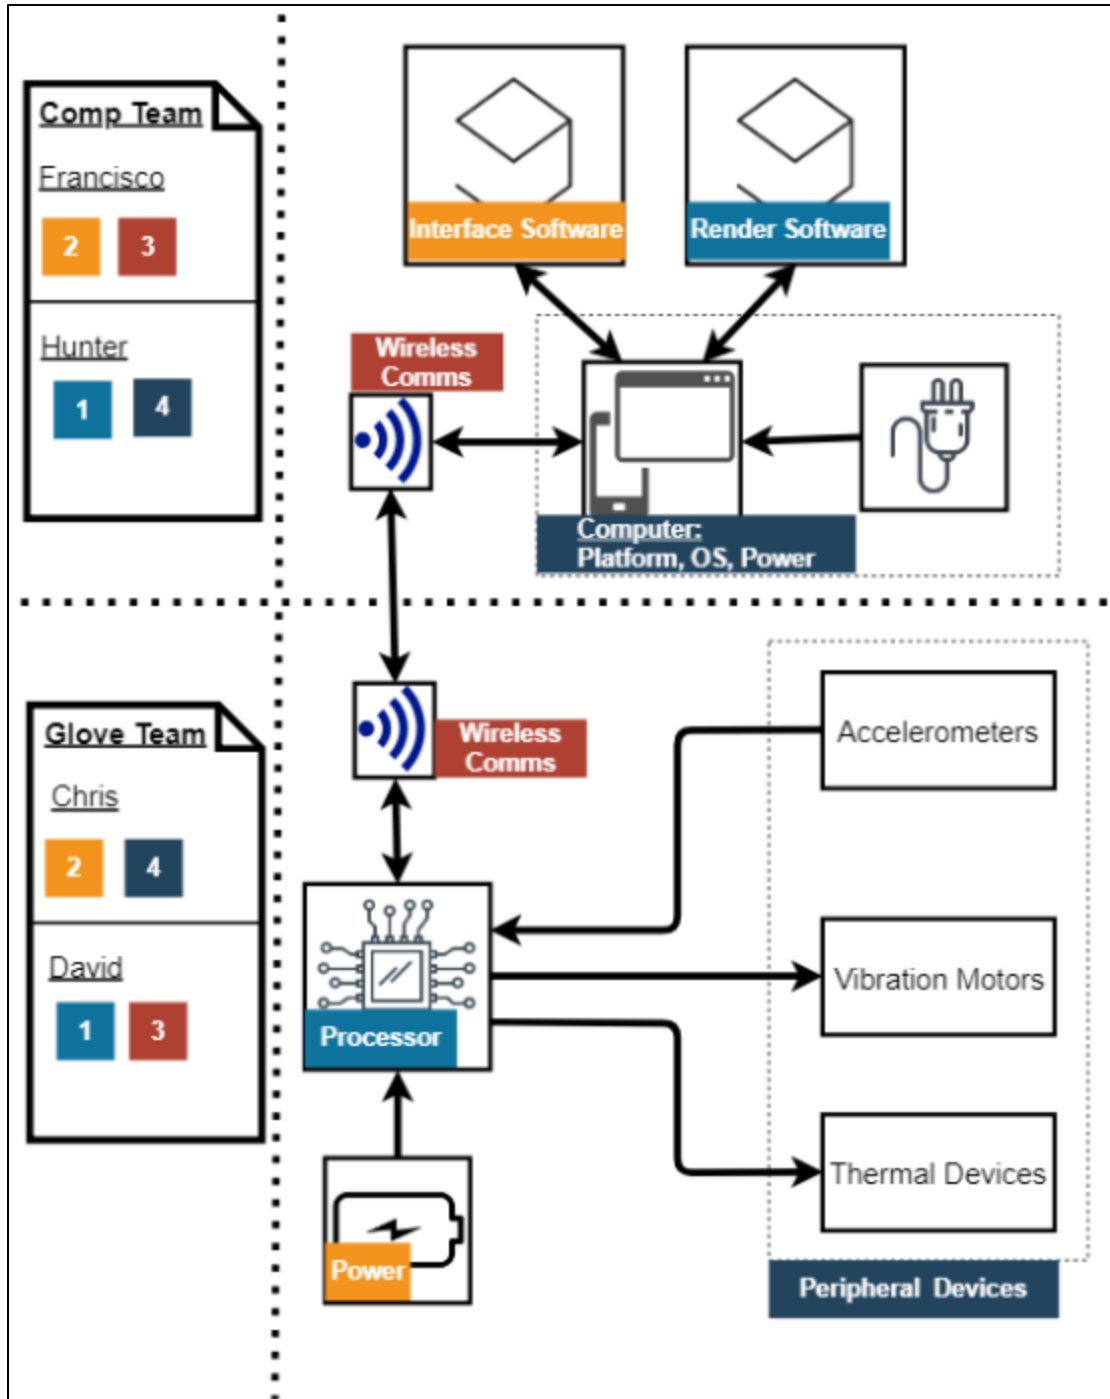 Comp Team
Francisco
2 3
Hunter
1 4
Interface Software
Render Software
Wireless
Comms
Computer:
Platform, OS, Power
Glove Team
Chris
2 4
David
1 3
Wireless
Comms
Accelerometers
Vibration Motors
Processor
Thermal Devices
Power
Peripheral Devices